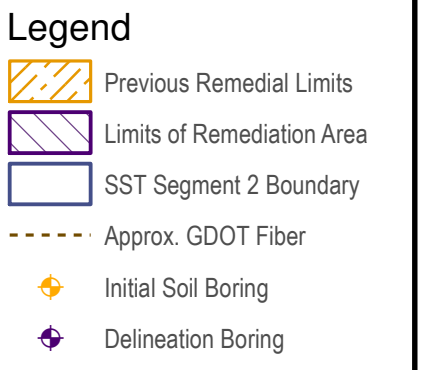 Legend
Previous Remedial Limits
Limits of Remediation Area
SST Segment 2 Boundary
Approx. GDOT Fiber
Initial Soil Boring
Delineation Boring